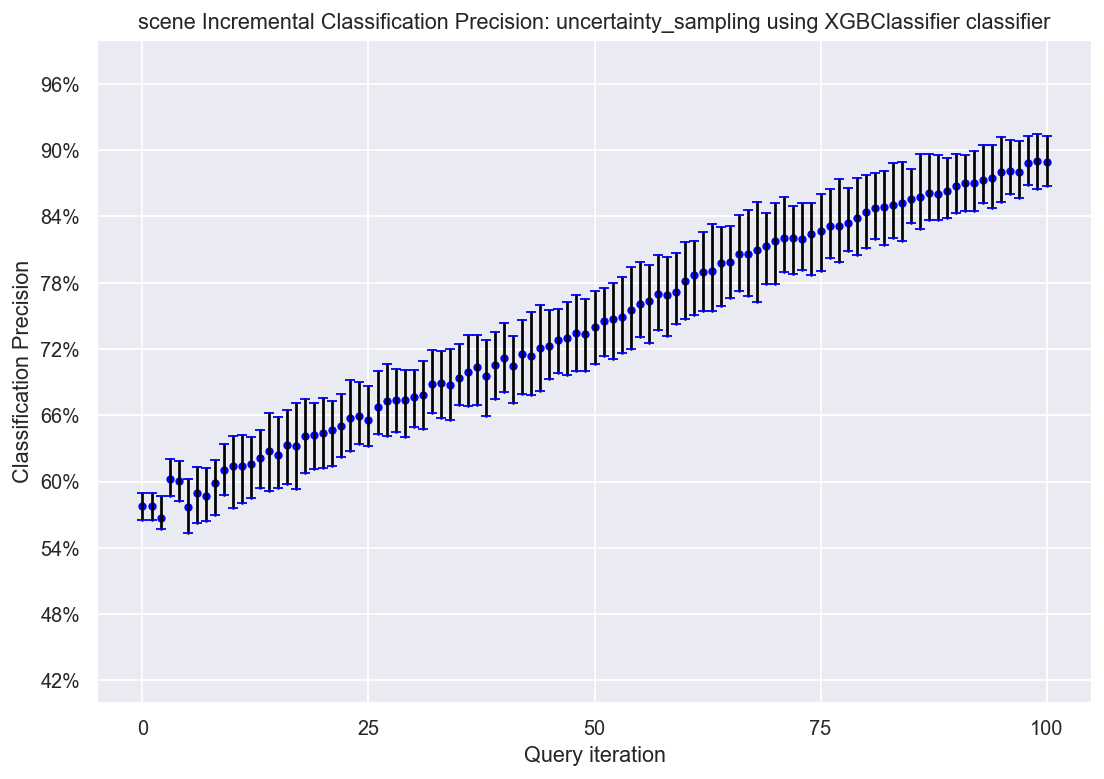 scene Incremental Classification Precision: uncertainty_sampling using XGBClassifier classifier
Classification Precision
96%
90%
84%
78%
72%
66%
60%
54%
48%
42%
0 25 50 75 100
Query iteration